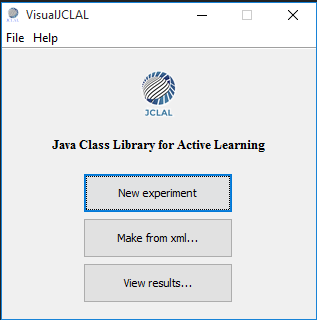 VisualJCLAL
File Help
JCLAL
Java Class Library for Active Learning
New experiment
Make from xml...
View results...